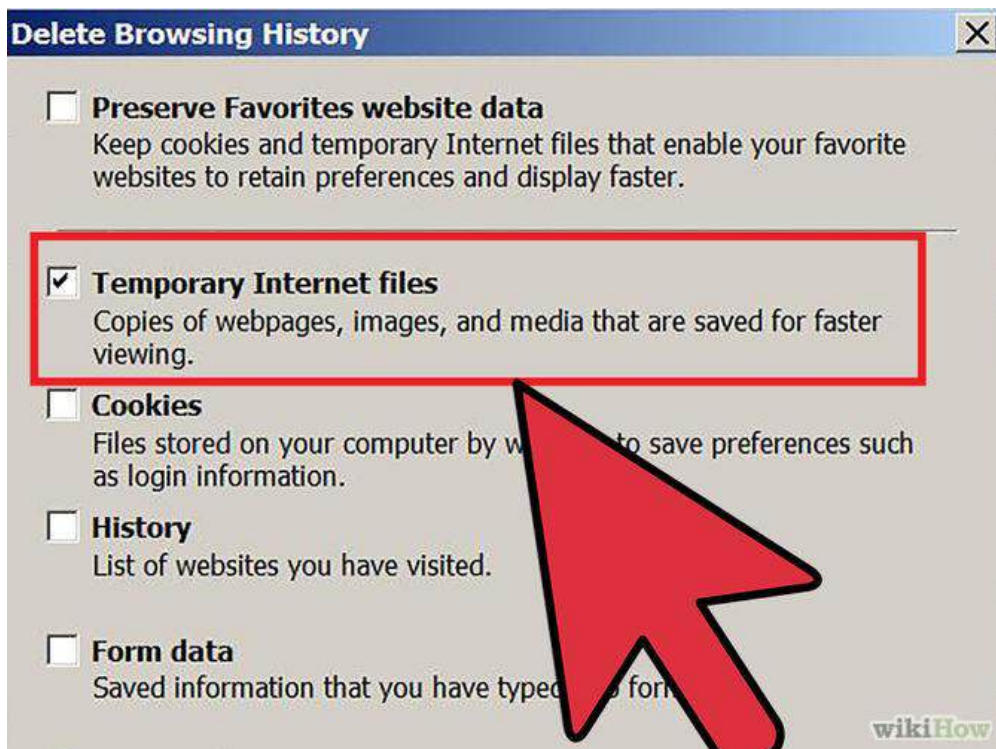 Delete Browsing History
Preserve Favorites website data
Keep cookies and temporary Internet files that enable your favorite
websites to retain preferences and display faster.
Temporary Internet files
Copies of webpages, images, and media that are saved for faster
viewing.
Cookies
Files stored on your computer by to save preferences such
as login information.
History
List of websites you have visited.
Form data
Saved information that you have typed
wikiHow